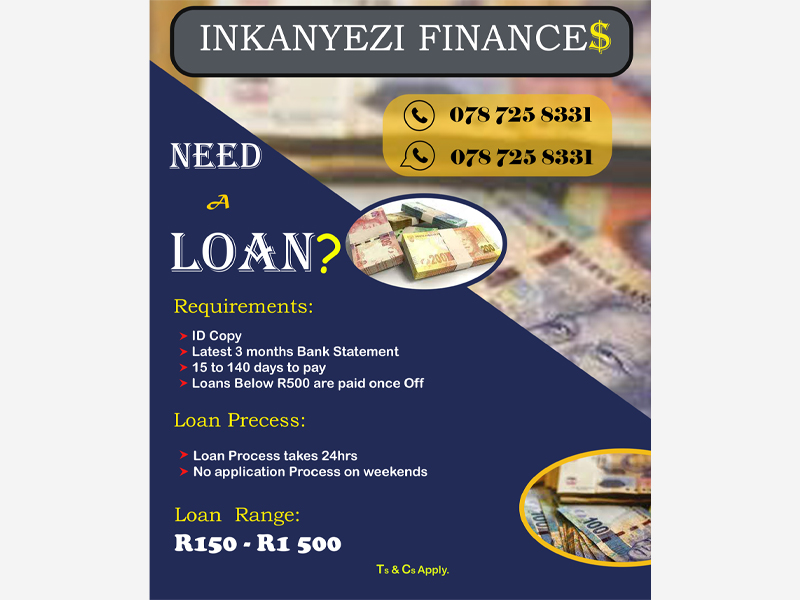 INKANYEZI FINANCE$
078 725 8331
078 725 8331
NEED
A
LOAN?
200
Requirements:
ID Copy
Latest 3 months Bank Statement
15 to 140 days to pay
Loans Below R500 are paid once Off
Loan Precess:
Loan Process takes 24hrs
No application Process on weekends
Loan Range:
R150 - R1 500
100
Ts & Cs Apply.